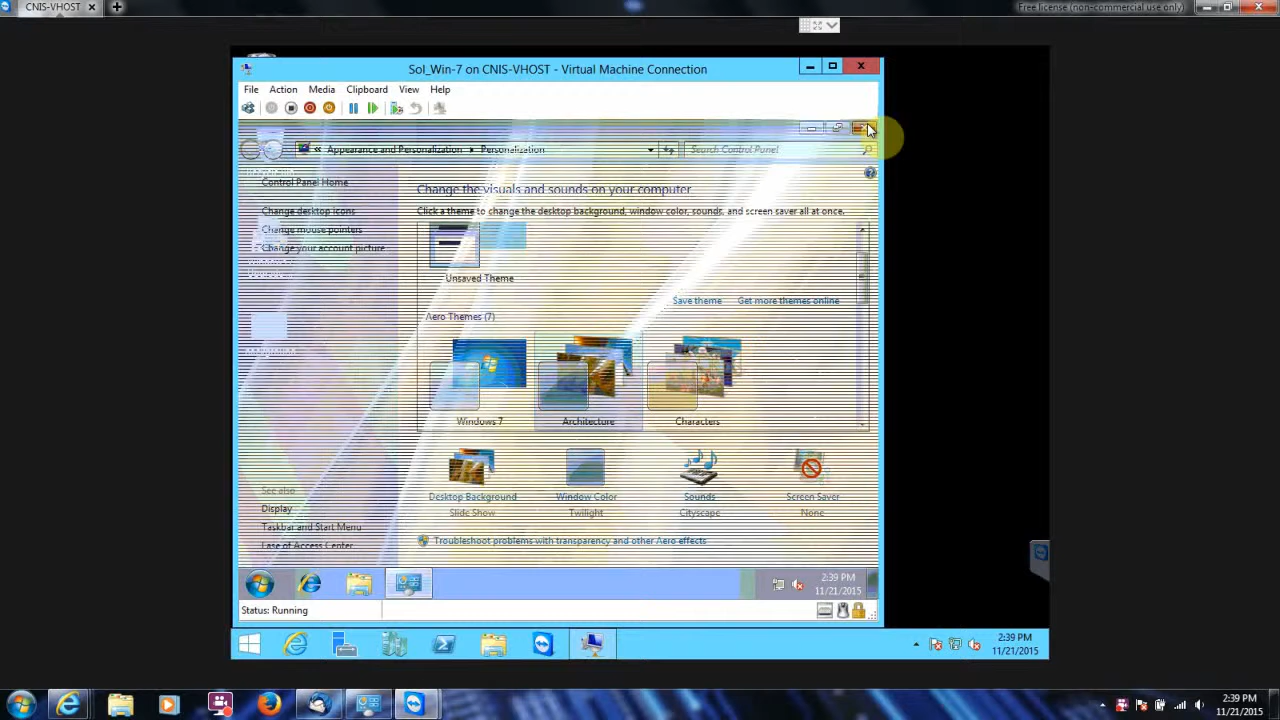 CNIS-VHOST
Free license (non-commercial use only)
Sol_Win-7 on CNIS-VHOST - Virtual Machine Connection
File Action Media Clipboard View Help
« Appearance and Personalization Personalization Search Control Panel
Control Panel Home
Change desktop icons
Change mouse pointers
Change your account picture
Change the visuals and sounds on your computer
Click a theme to change the desktop background, window color, sounds, and screen saver all at once.
Unsaved Theme
Save theme Get more themes online
Aero Themes (7)
Windows 7 Architecture Characters
Desktop Background Window Color Sounds Screen Saver
Slide Show Twilight Cityscape None
See also
Display
Taskbar and Start Menu
Ease of Access Center
Troubleshoot problems with transparency and other Aero effects
2:39 PM
11/21/2015
Status: Running
2:39 PM
11/21/2015
2:39 PM
11/21/2015